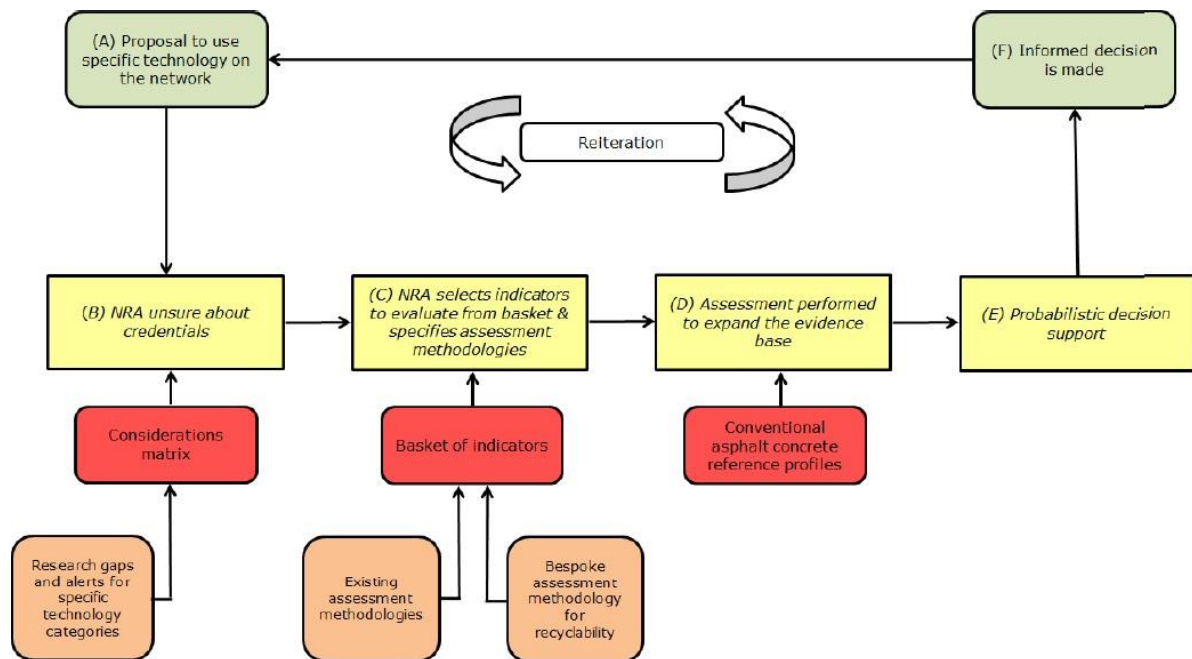 (A) Proposal to use
specific technology on
the network
(F) Informed decision
is made
Reiteration
(B) NRA unsure about
credentials
(C) NRA selects indicators
to evaluate from basket &
specifies assessment
methodologies
(D) Assessment performed
to expand the evidence
base
(E) Probabilistic decision
support
Considerations
matrix
Basket of indicators
Conventional
asphalt concrete
reference profiles
Research gaps
and alerts for
specific
technology
categories
Existing
assessment
methodologies
Bespoke
assessment
methodology
for
recyclability